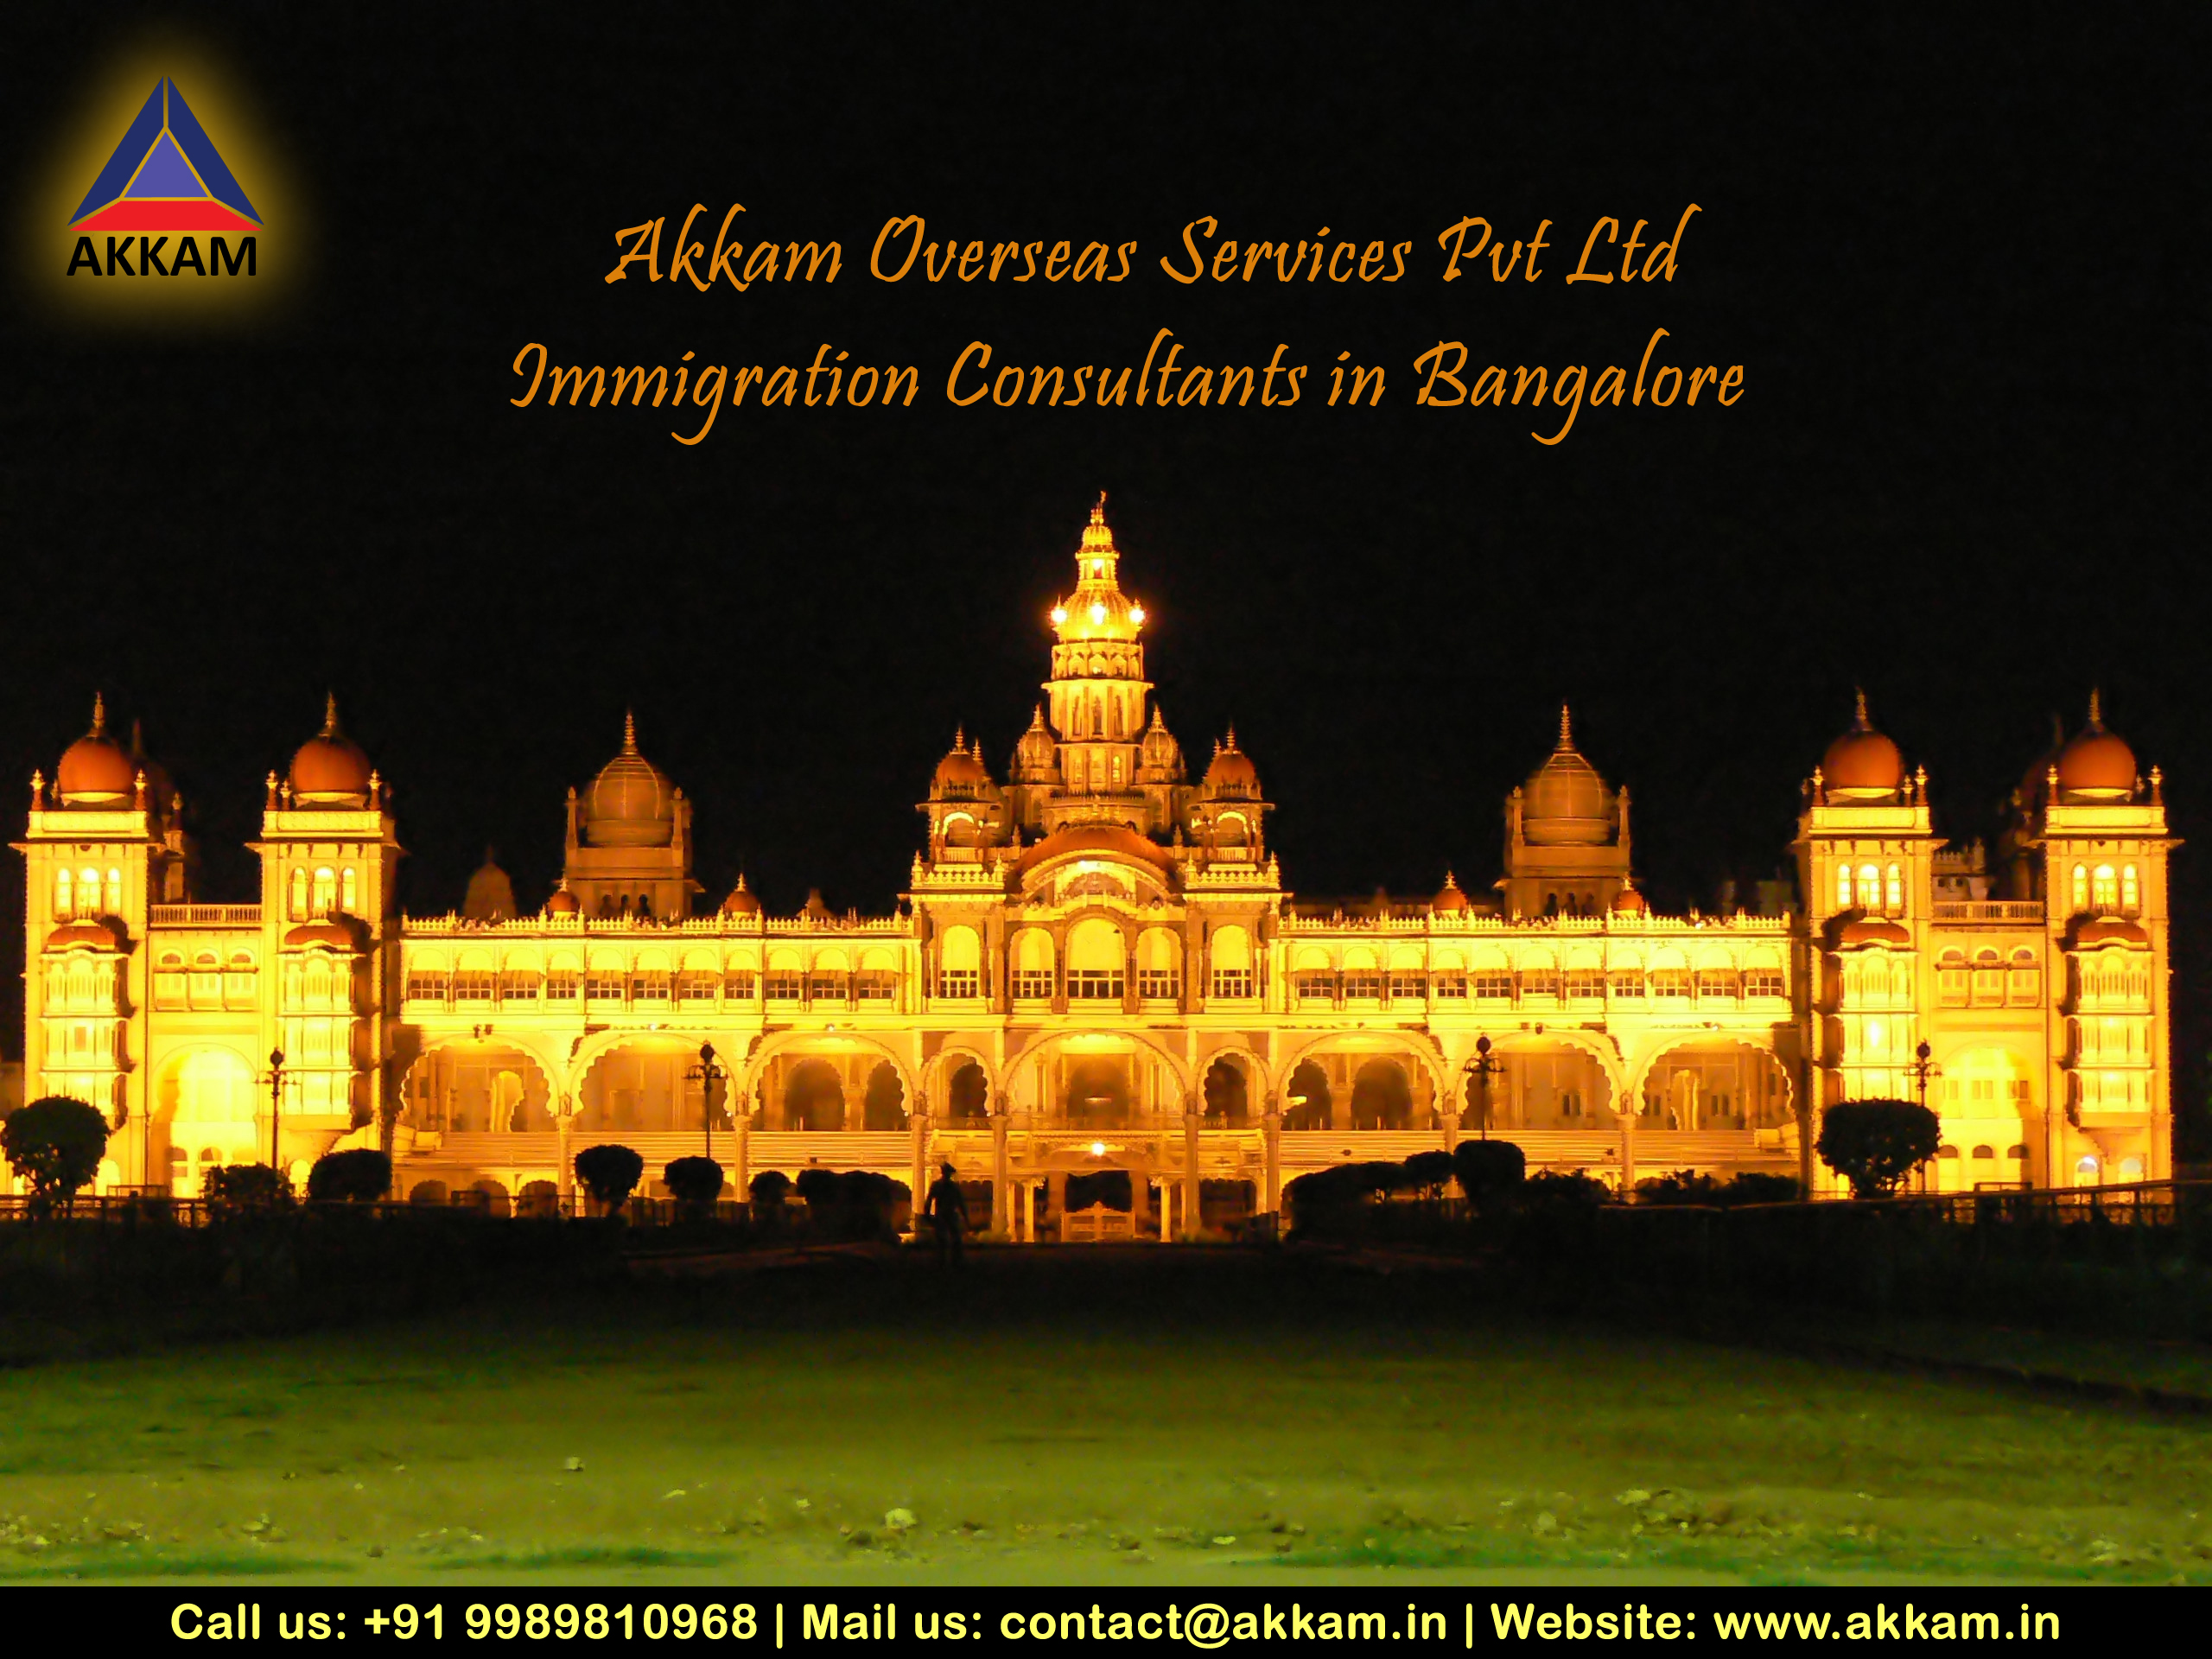 AKKAM
Akkam Overseas Services Pvt Ltd
Immigration Consultants in Bangalore
Call us: +91 9989810968 | Mail us: contact@akkam.in | Website: www.akkam.in